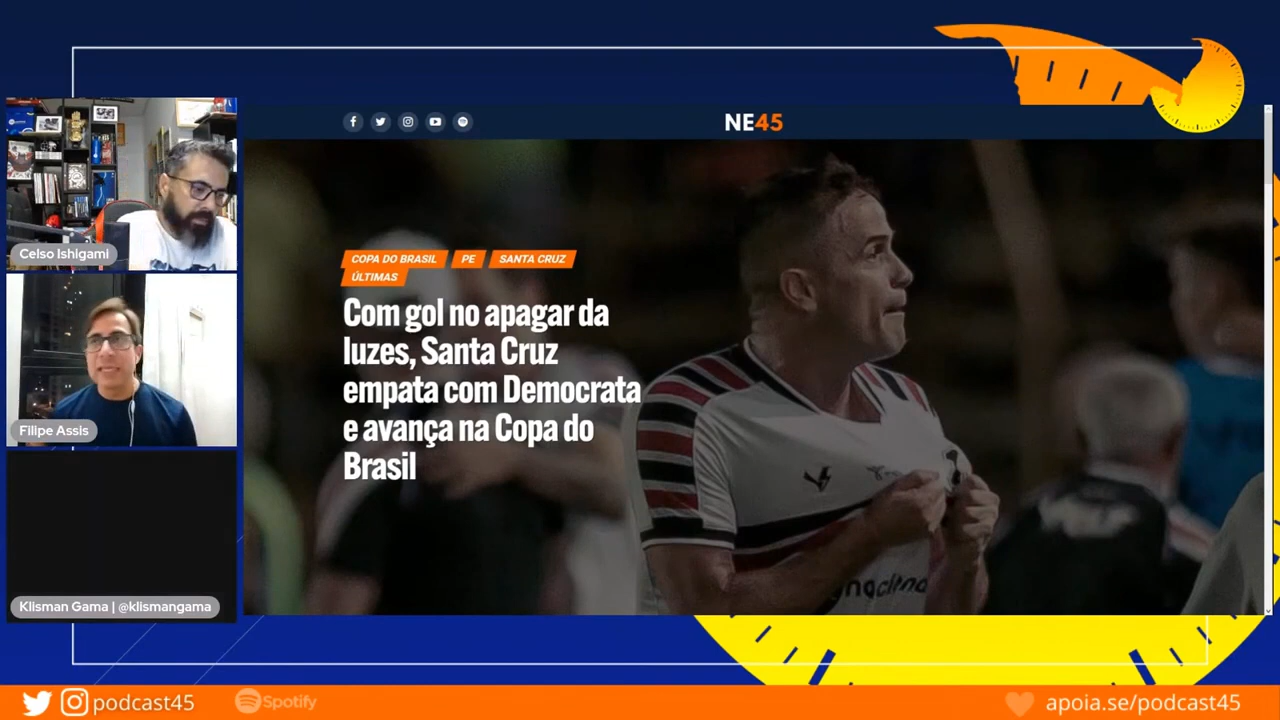 NE45
COPA DO BRASIL PE SANTA CRUZ
ÚLTIMAS
Com gol no apagar da
luzes, Santa Cruz
empata com Democrata
e avança na Copa do
Brasil
Celso Ishigami
Filipe Assis
Klisman Gama | @klismangama
podcast45
Spotify
apoia.se/podcast45